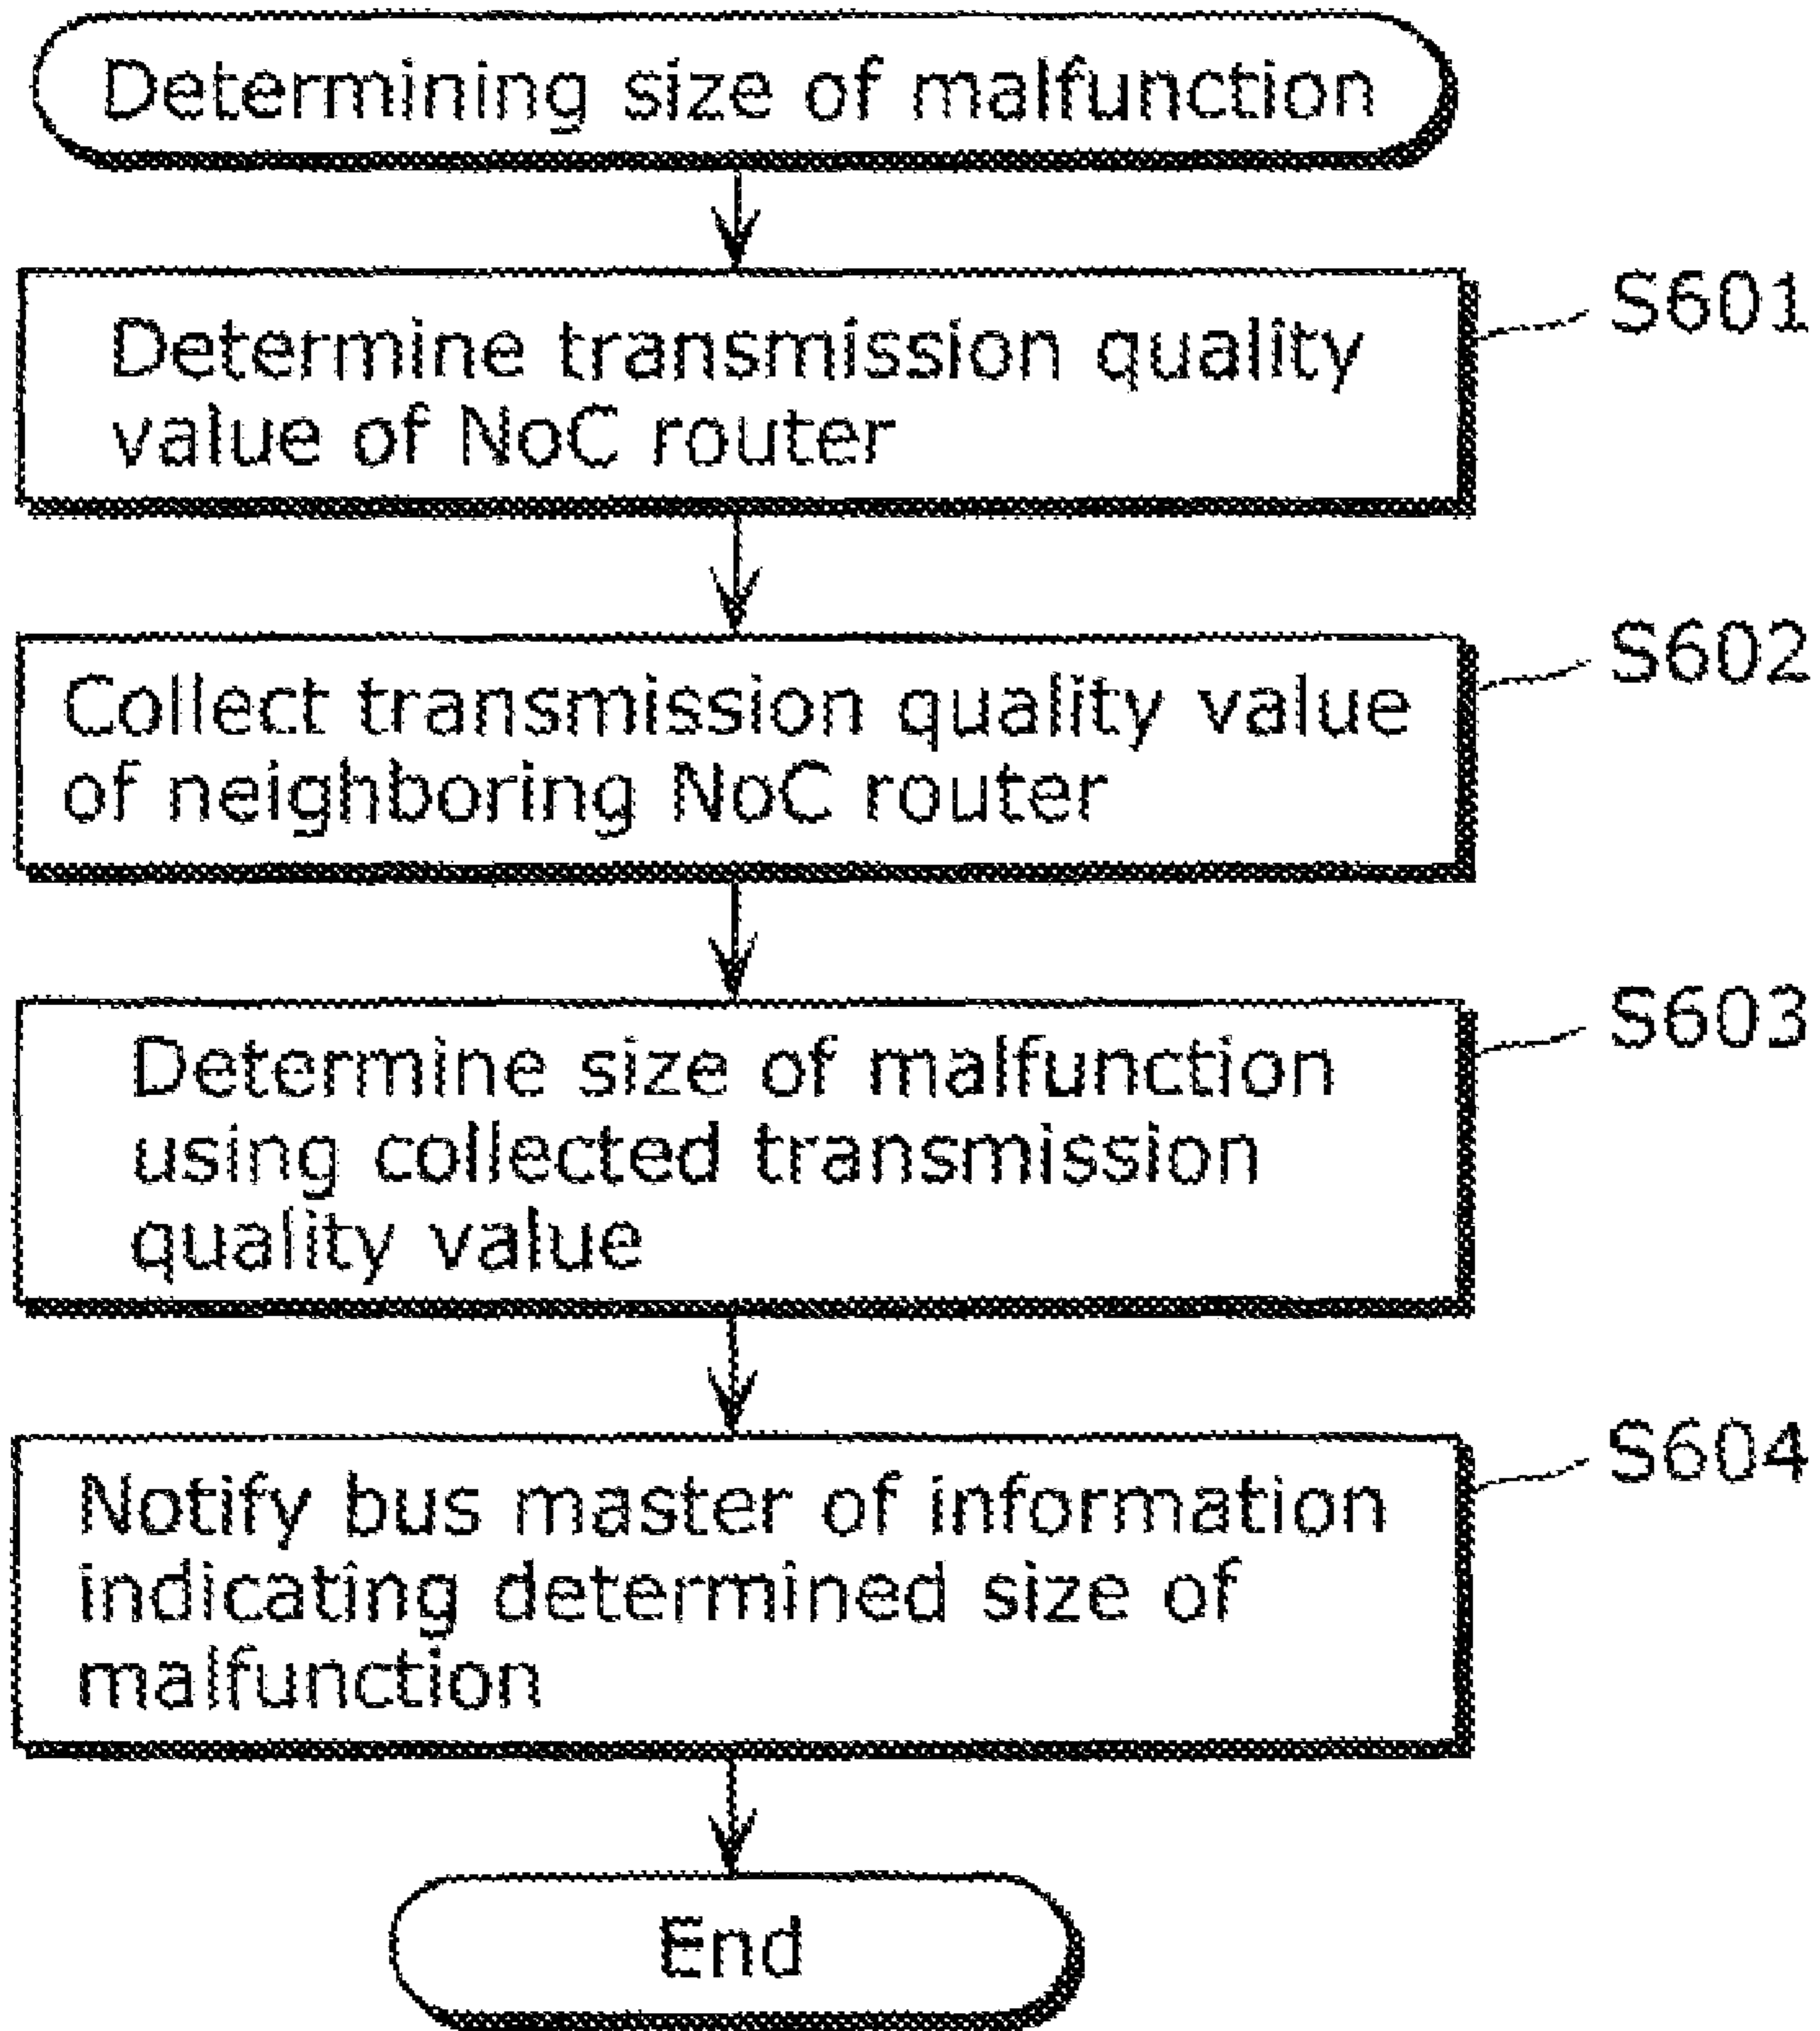 Determining size of malfunction
Determine transmission quality
value of NoC router
S601
Collect transmission quality value
of neighboring NoC router
S602
Determine size of malfunction
using collected transmission
quality value
S603
Notify bus master of information
indicating determined size of
malfunction
S604
End